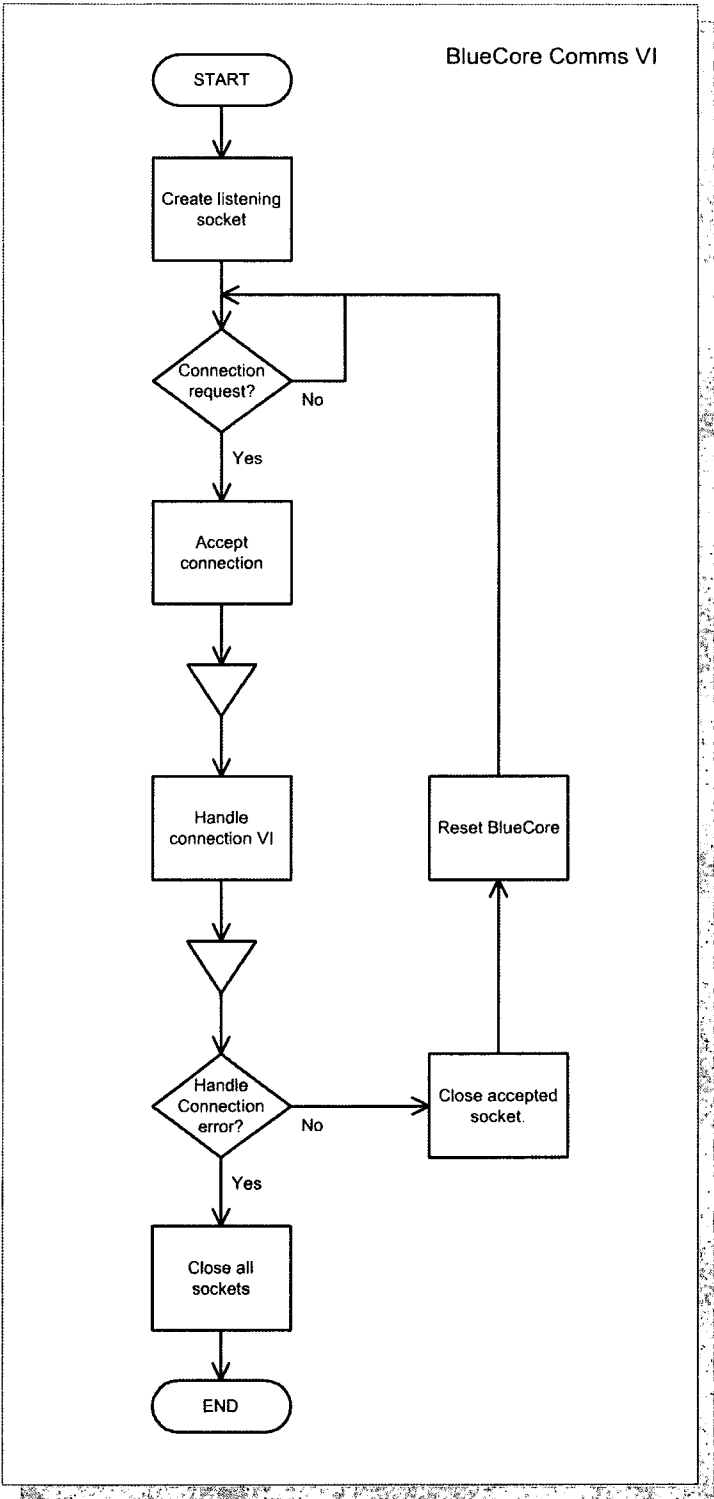 BlueCore Comms VI
START
Create listening
socket
Connection
request?
No
Yes
Accept
connection
Handle
connection VI
Reset BlueCore
Handle
Connection
error?
No
Close accepted
socket.
Yes
Close all
sockets
END